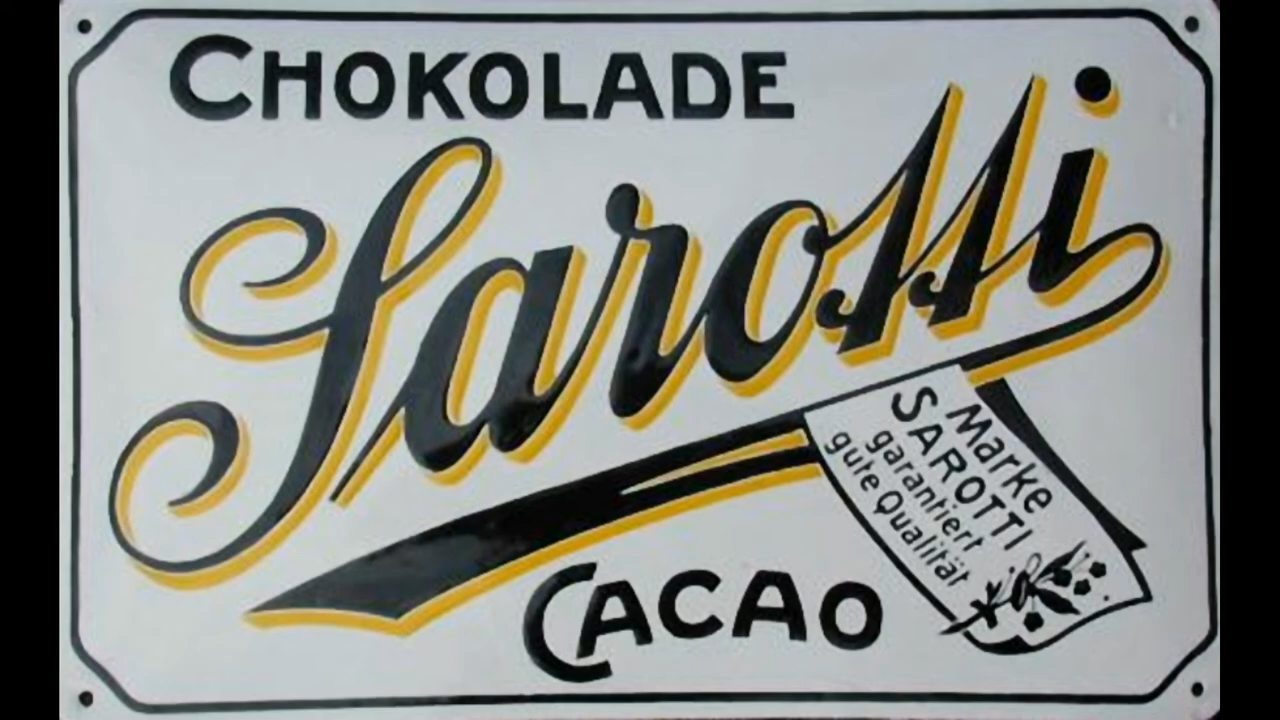 CHOKOLADE
Sarotti
Marke
SAROTTI
garantiert
gute Qualität
CACAO